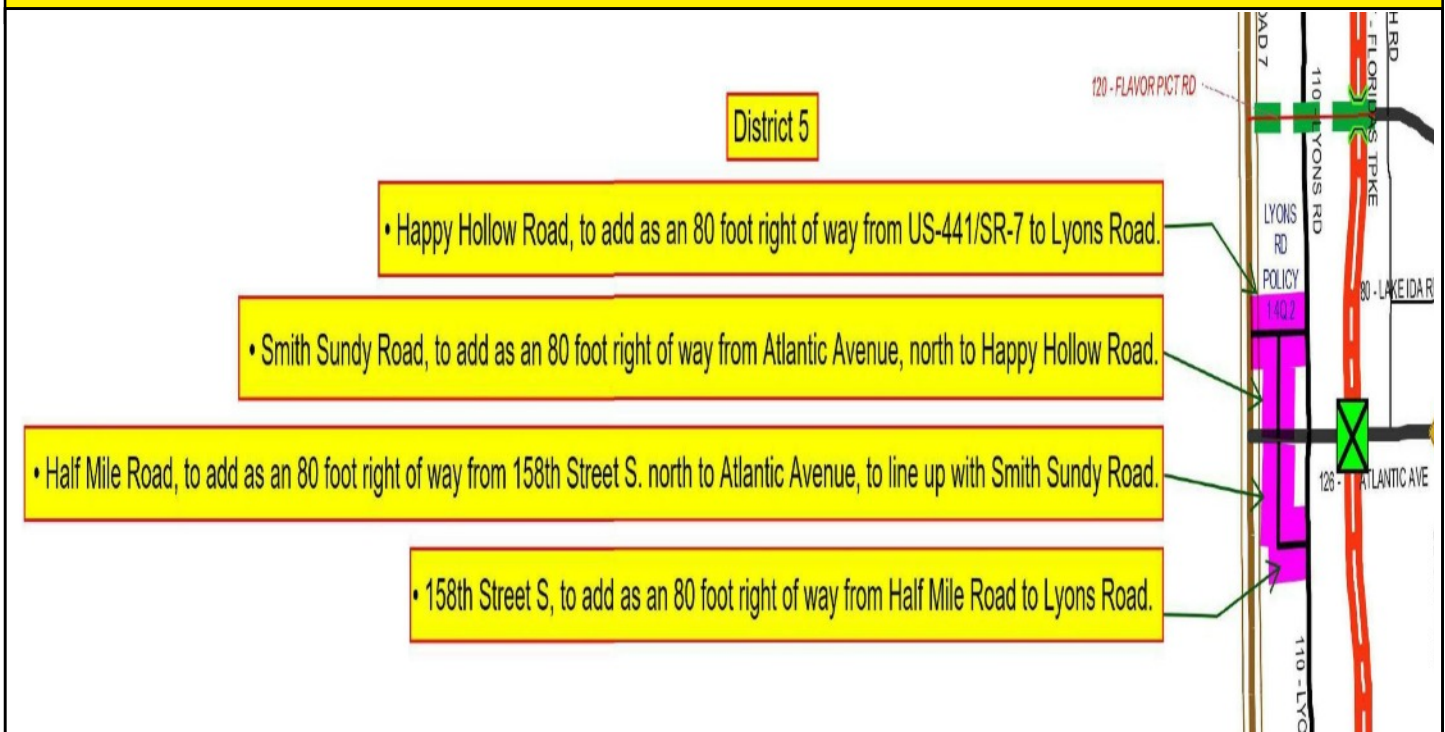 District 5
• Happy Hollow Road, to add as an 80 foot right of way from US-441/SR-7 to Lyons Road.
• Smith Sundy Road, to add as an 80 foot right of way from Atlantic Avenue, north to Happy Hollow Road.
• Half Mile Road, to add as an 80 foot right of way from 158th Street S. north to Atlantic Avenue, to line up with Smith Sundy Road.
• 158th Street S, to add as an 80 foot right of way from Half Mile Road to Lyons Road.
120 - FLAVOR PICT RD
OAD 7
110 - LYONS RD
- FLORIDAS TPKE
H RD
LYONS
RD
POLICY
1.4Q.2
80 - LAKE IDA R
126 - ATLANTIC AVE
110 - LYO